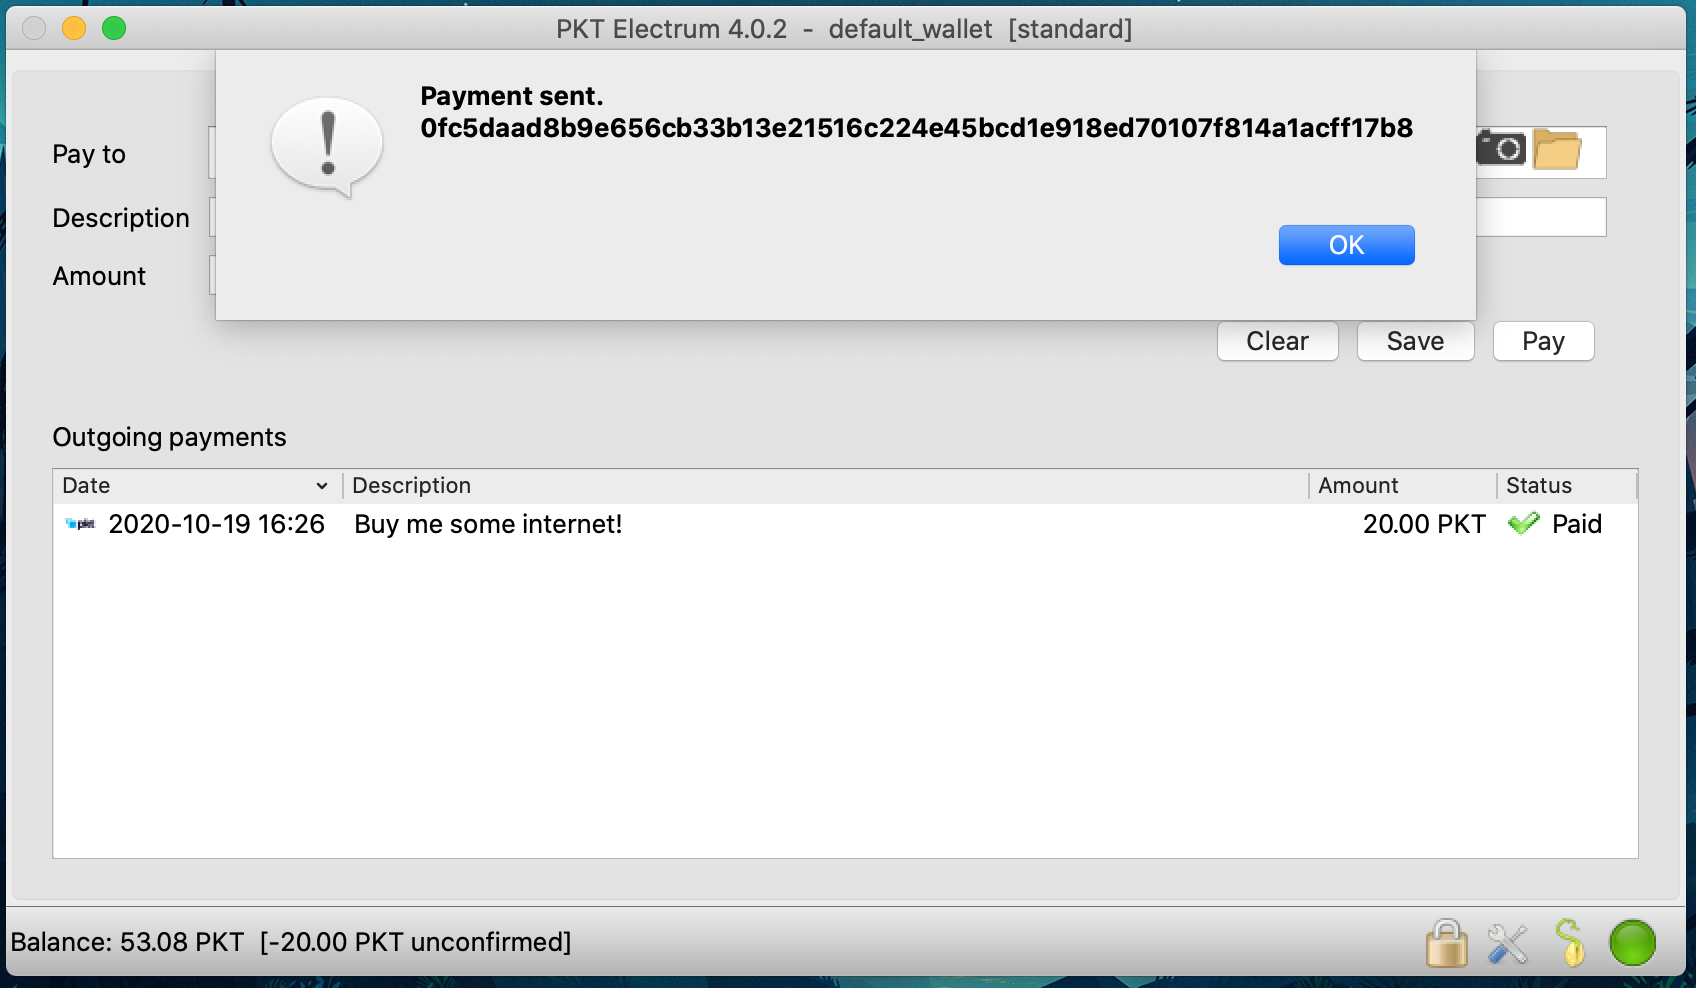 PKT Electrum 4.0.2 - default_wallet [standard]
Payment sent.
0fc5daad8b9e656cb33b13e21516c224e45bcd1e918ed70107f814a1acff17b8
Pay to
Description
Amount
OK
Clear Save Pay
Outgoing payments
Date Description Amount Status
pkt 2020-10-19 16:26 Buy me some internet! 20.00 PKT Paid
Balance: 53.08 PKT [-20.00 PKT unconfirmed]